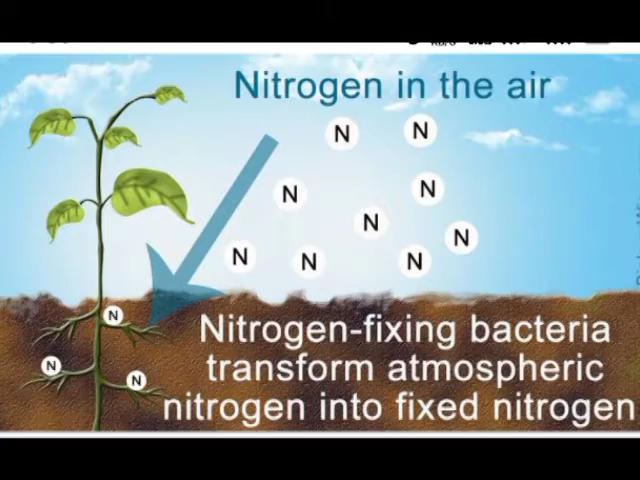 Nitrogen in the air
N
N
N
N
N
N
N
N
N
N
N
N
Nitrogen-fixing bacteria
transform atmospheric
nitrogen into fixed nitrogen